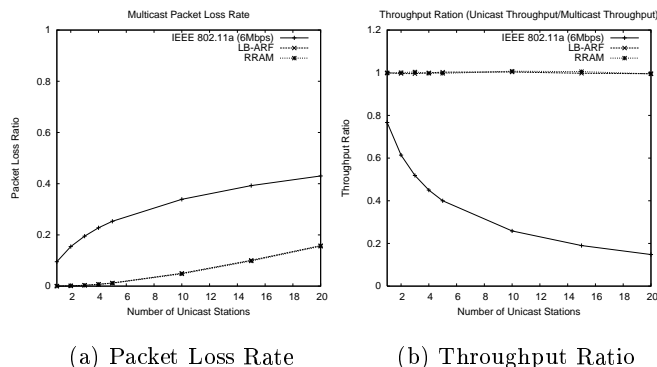 Multicast Packet Loss Rate
IEEE 802.11a (6Mbps)
LB-ARF
RRAM
1
0.8
0.6
0.4
0.2
0
2
4
6
8
10
12
14
16
18
20
Packet Loss Ratio
Number of Unicast Stations
(a) Packet Loss Rate
Throughput Ration (Unicast Throughput/Multicast Throughput)
IEEE 802.11a (6Mbps)
LB-ARF
RRAM
1.2
1
0.8
0.6
0.4
0.2
0
2
4
6
8
10
12
14
16
18
20
Throughput Ratio
Number of Unicast Stations
(b) Throughput Ratio